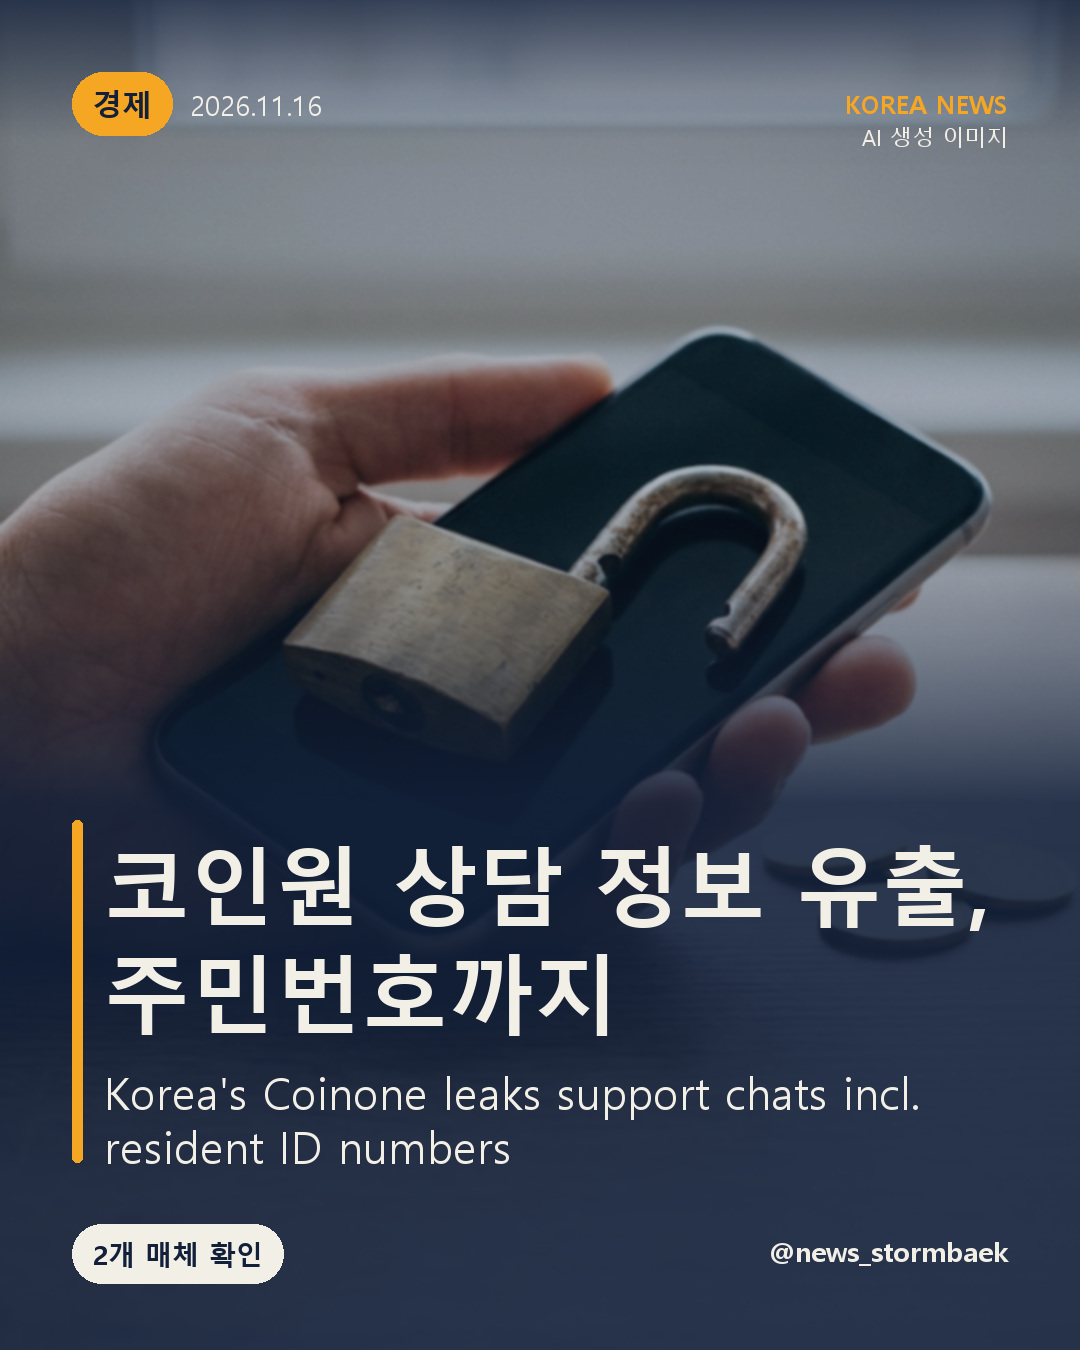 경제
2026.11.16
KOREA NEWS
AI 생성 이미지
코인원 상담 정보 유출,
주민번호까지
Korea's Coinone leaks support chats incl.
resident ID numbers
2개 매체 확인
@news_stormbaek